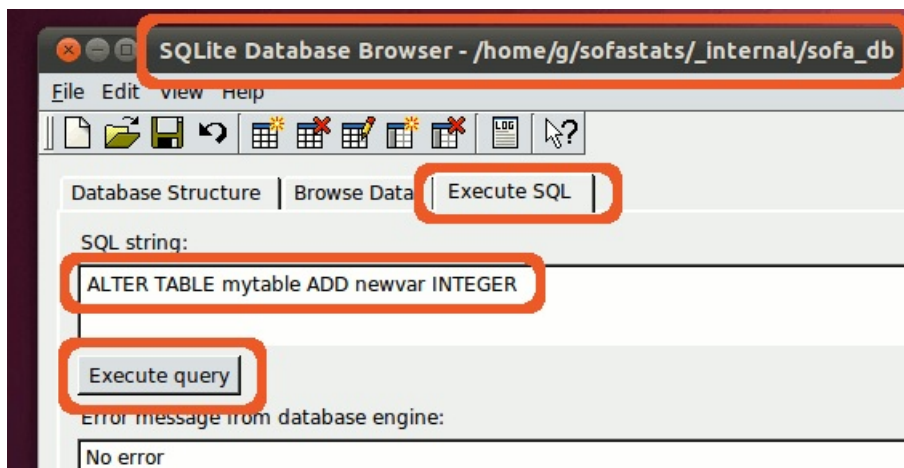 SQLite Database Browser - /home/g/sofastats/_internal/sofa_db
File Edit View Help
LOG ?
Database Structure Browse Data Execute SQL
SQL string:
ALTER TABLE mytable ADD newvar INTEGER
Execute query
Error message from database engine:
No error